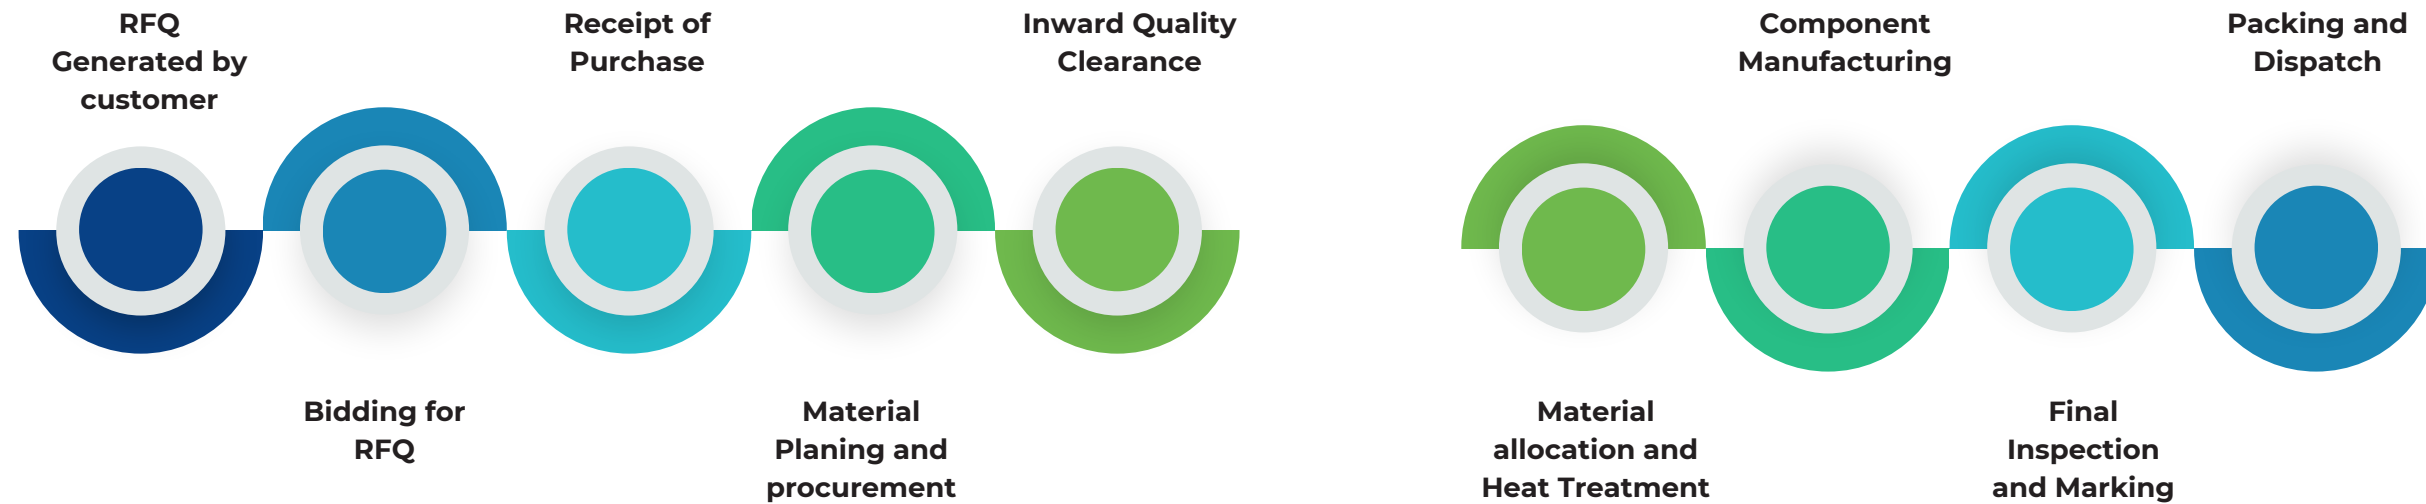 RFQ
Generated by
customer
Bidding for
RFQ
Receipt of
Purchase
Material
Planing and
procurement
Inward Quality
Clearance
Material
allocation and
Heat Treatment
Component
Manufacturing
Final
Inspection
and Marking
Packing and
Dispatch